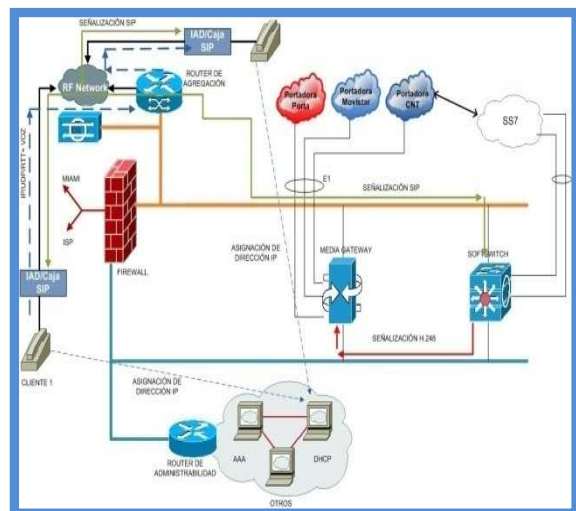 SEÑALIZACIÓN SIP
IAD/Caja
SIP
RF Network
ROUTER DE
AGREGACIÓN
Portadora
Porta
Portadora
Movistar
Portadora
CNT
SS7
IP/UDP/RTT+ VOZ
E1
SEÑALIZACIÓN SIP
MIAMI
ISP
FIREWALL
ASIGNACIÓN DE
DIRECCIÓN IP
MEDIA GATEWAY
SOFTSWITCH
IAD/Caja
SIP
SEÑALIZACIÓN H.248
CLIENTE 1
ASIGNACIÓN DE
DIRECCIÓN IP
ROUTER DE
ADMINISTRABILIDAD
AAA
DHCP
OTROS